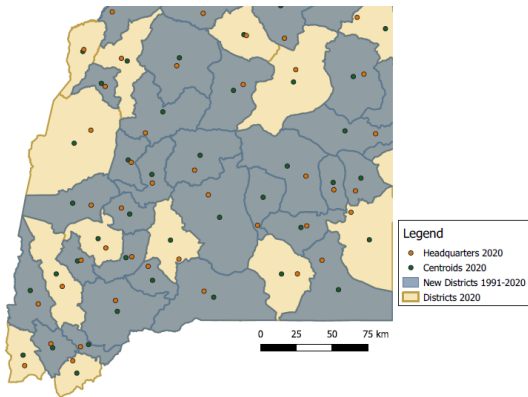 Legend
Headquarters 2020
Centroids 2020
New Districts 1991-2020
Districts 2020
0 25 50 75 km